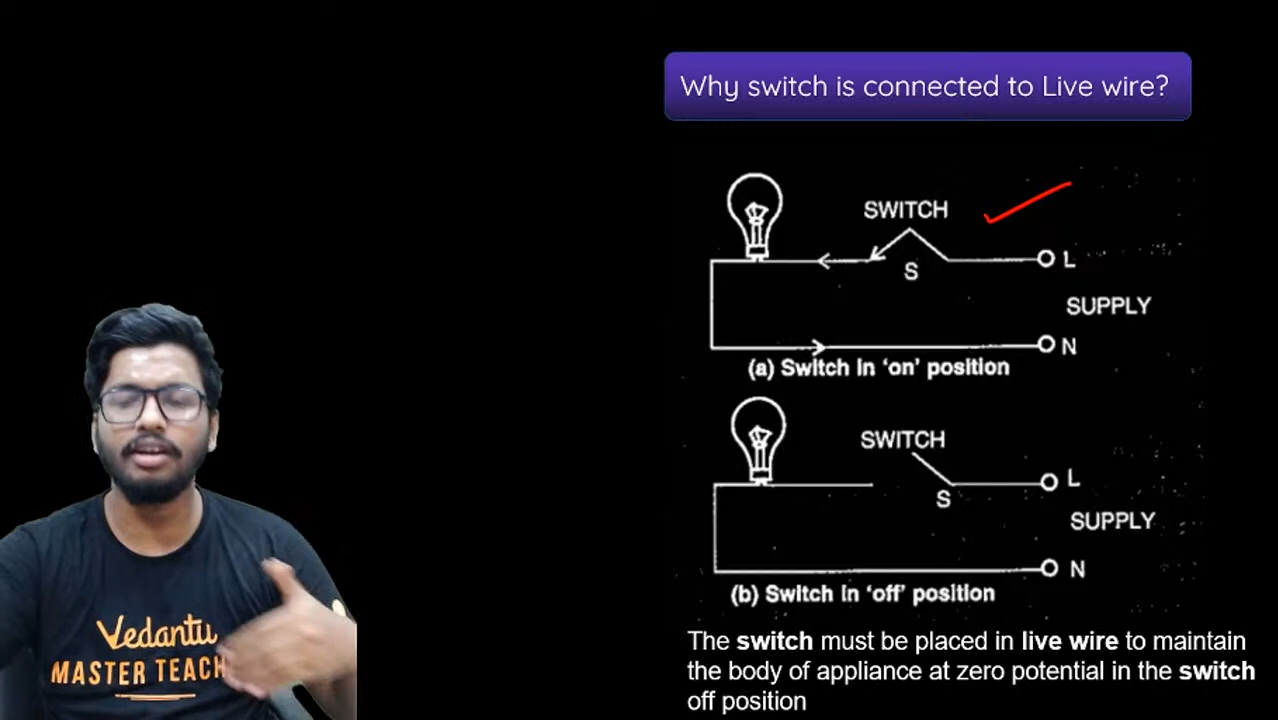 Why switch is connected to Live wire?
SWITCH
S
L
SUPPLY
N
(a) Switch in ‘on’ position
SWITCH
S
L
SUPPLY
N
(b) Switch in ‘off’ position
The switch must be placed in live wire to maintain
the body of appliance at zero potential in the switch
off position
Vedantu
MASTER TEACH